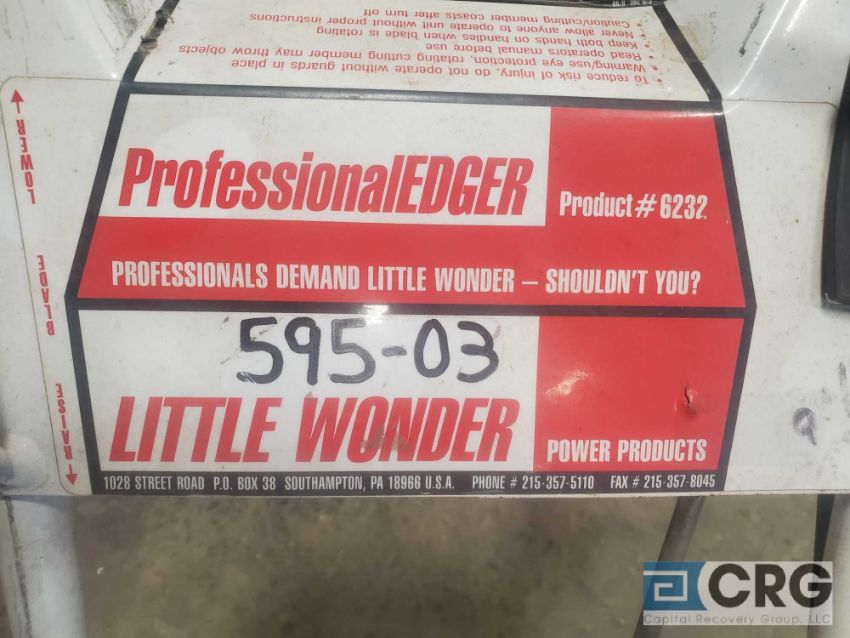 • Caution/cutting member coasts after turn off
• Never allow anyone to operate unit without proper instructions
• Keep both hands on handles when blade is rotating
• Read operators manual before use
• Warning/use eye protection, rotating cutting member may throw objects
• To reduce risk of injury, do not operate without guards in place
LOWER BLADE RAISE
ProfessionalEDGER
Product # 6232
PROFESSIONALS DEMAND LITTLE WONDER – SHOULDN'T YOU?
595-03
LITTLE WONDER
POWER PRODUCTS
1028 STREET ROAD P.O. BOX 38 SOUTHAMPTON, PA 18966 U.S.A. PHONE # 215-357-5110 FAX # 215-357-8045
9
CRG
Capital Recovery Group, LLC